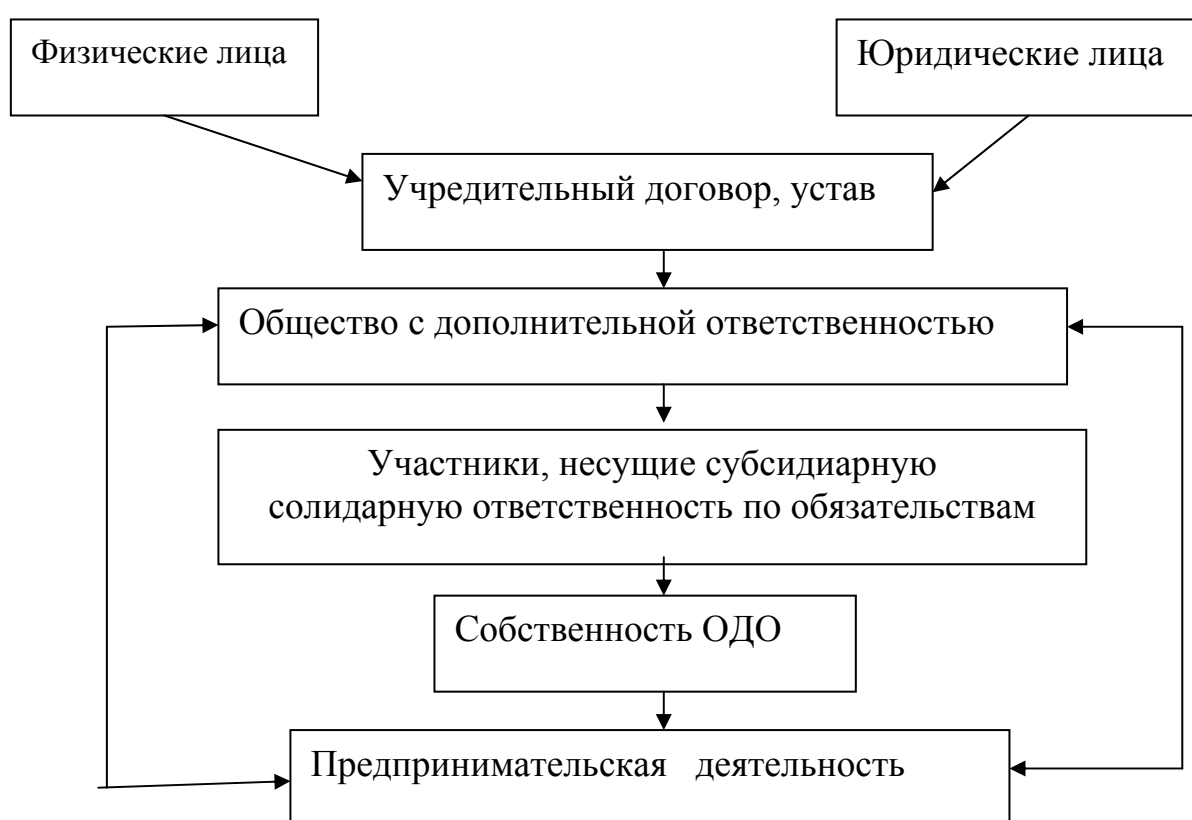 Физические лица
Юридические лица
Учредительный договор, устав
Общество с дополнительной ответственностью
Участники, несущие субсидиарную
солидарную ответственность по обязательствам
Собственность ОДО
Предпринимательская деятельность